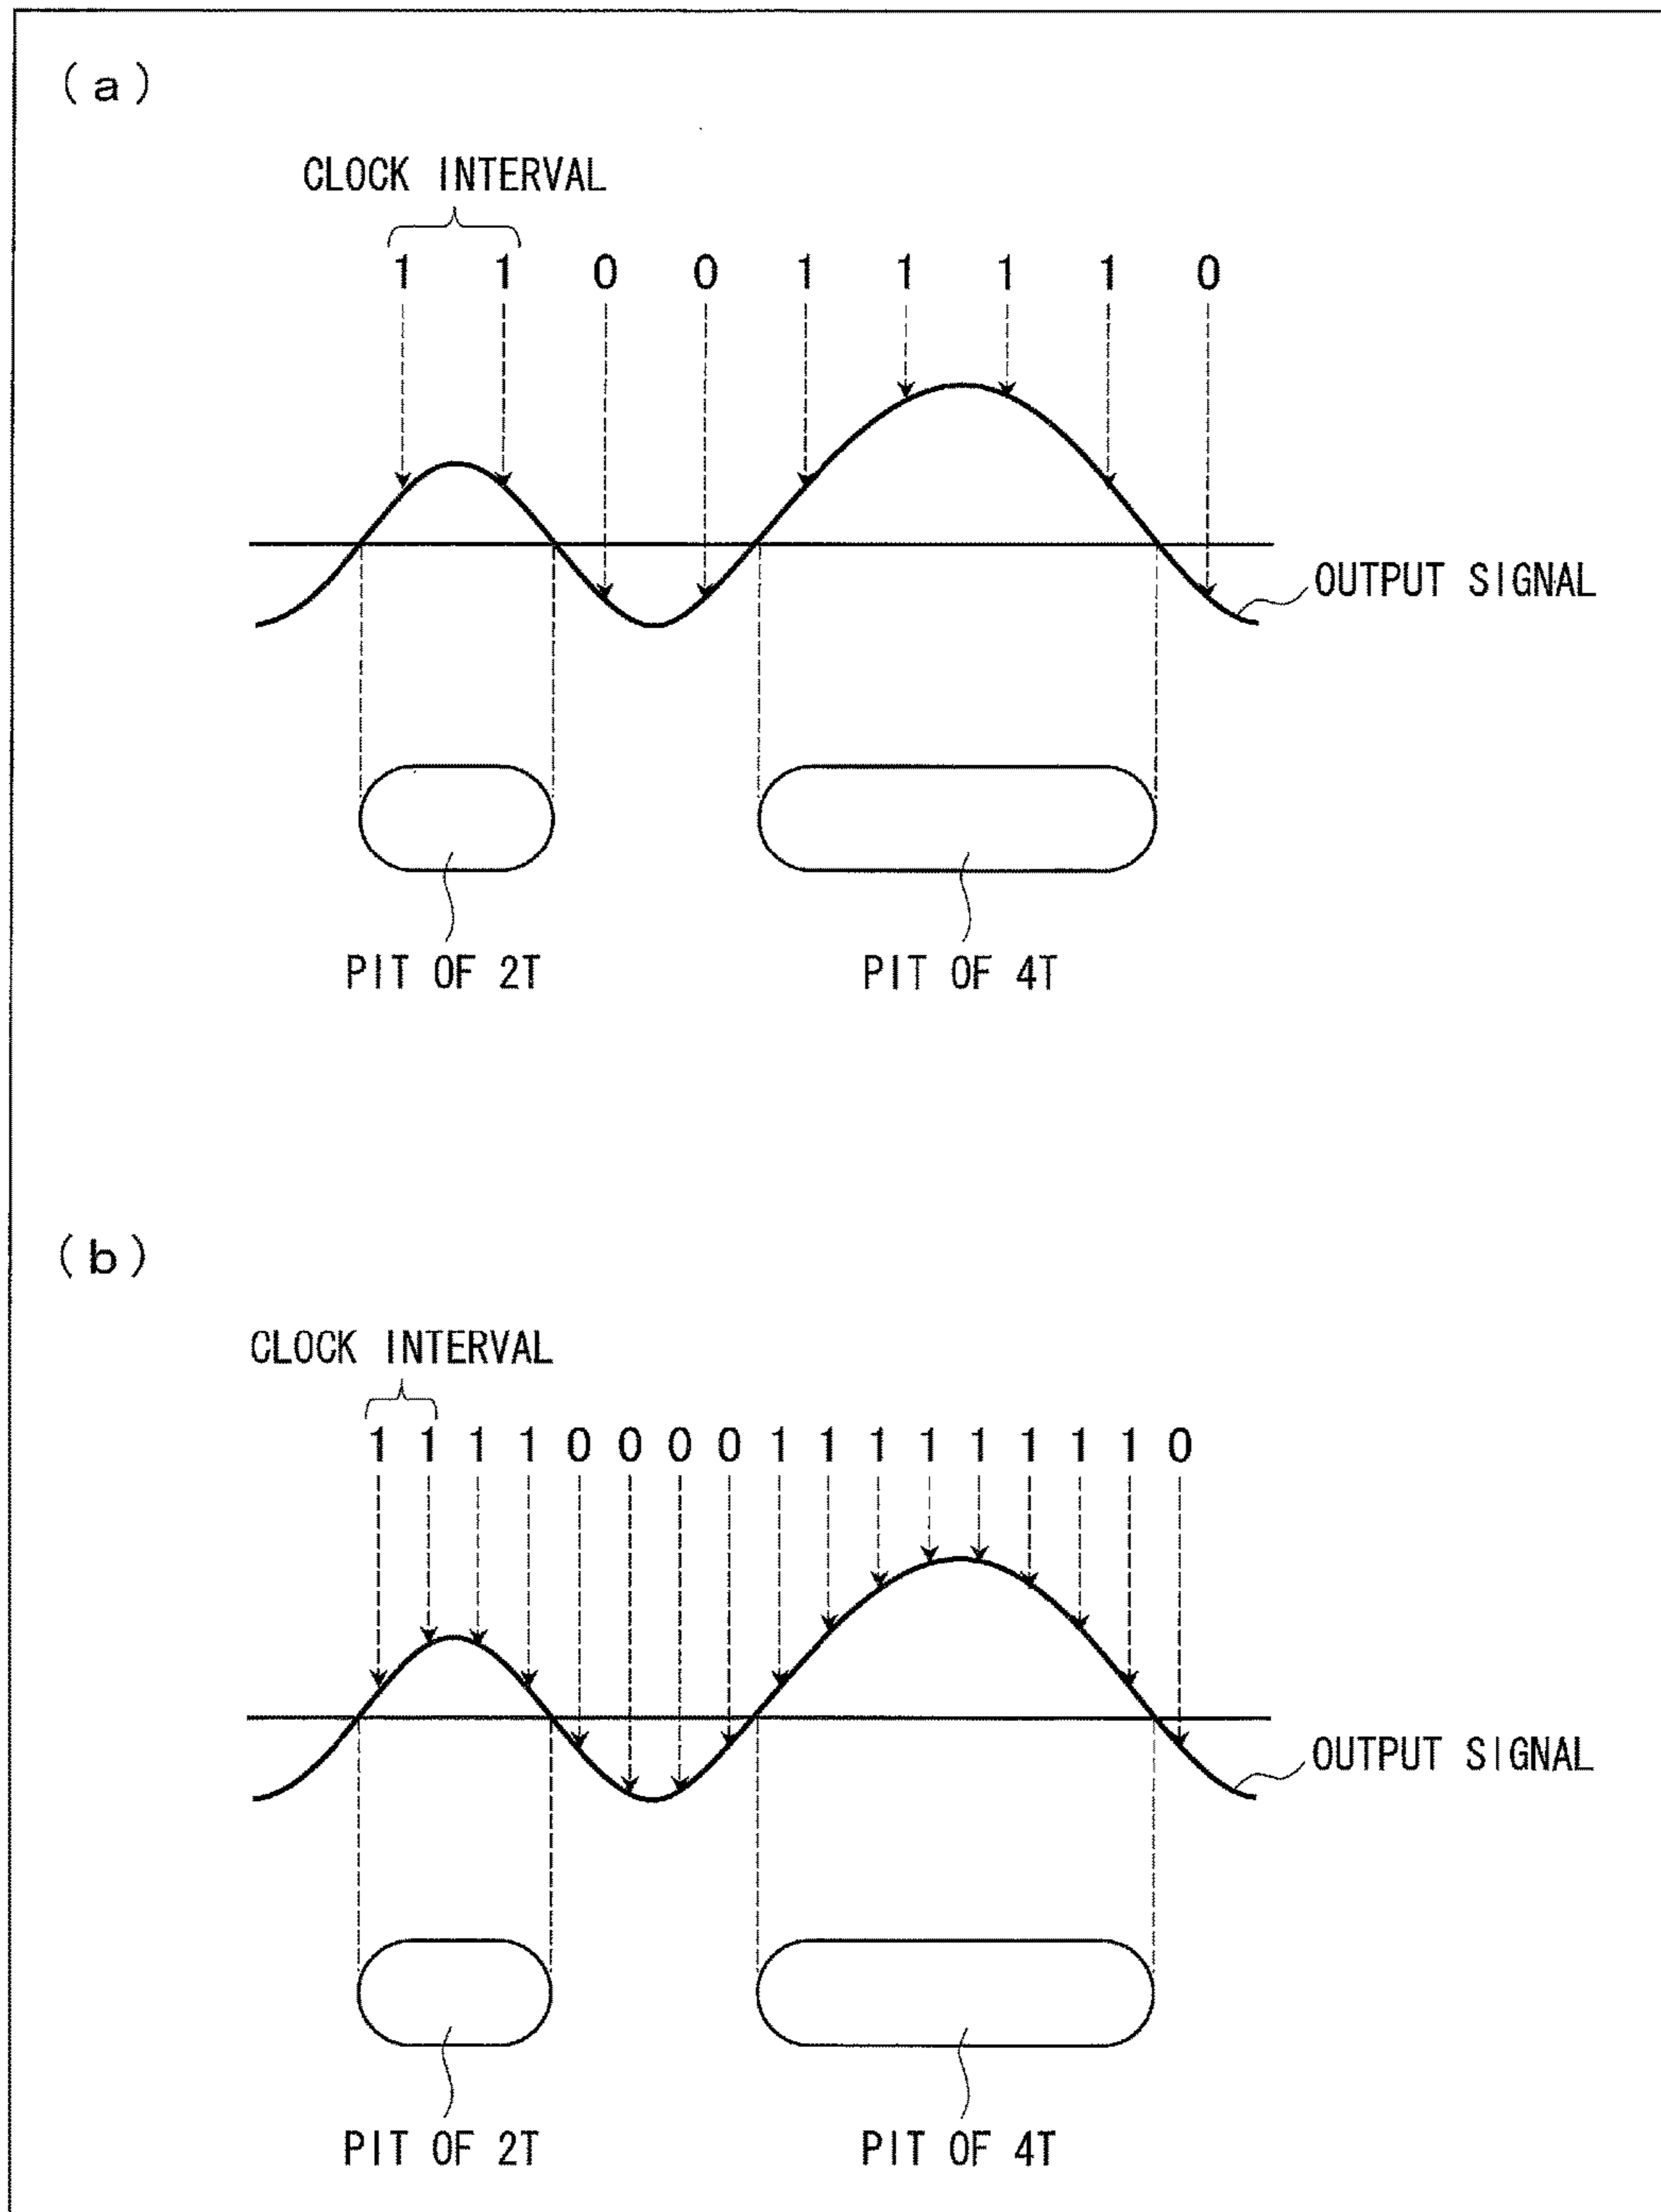 (a)
CLOCK INTERVAL
1 1 0 0 1 1 1 1 0
OUTPUT SIGNAL
PIT OF 2T
PIT OF 4T
(b)
CLOCK INTERVAL
1 1 1 1 0 0 0 0 1 1 1 1 1 1 1 1 0
OUTPUT SIGNAL
PIT OF 2T
PIT OF 4T